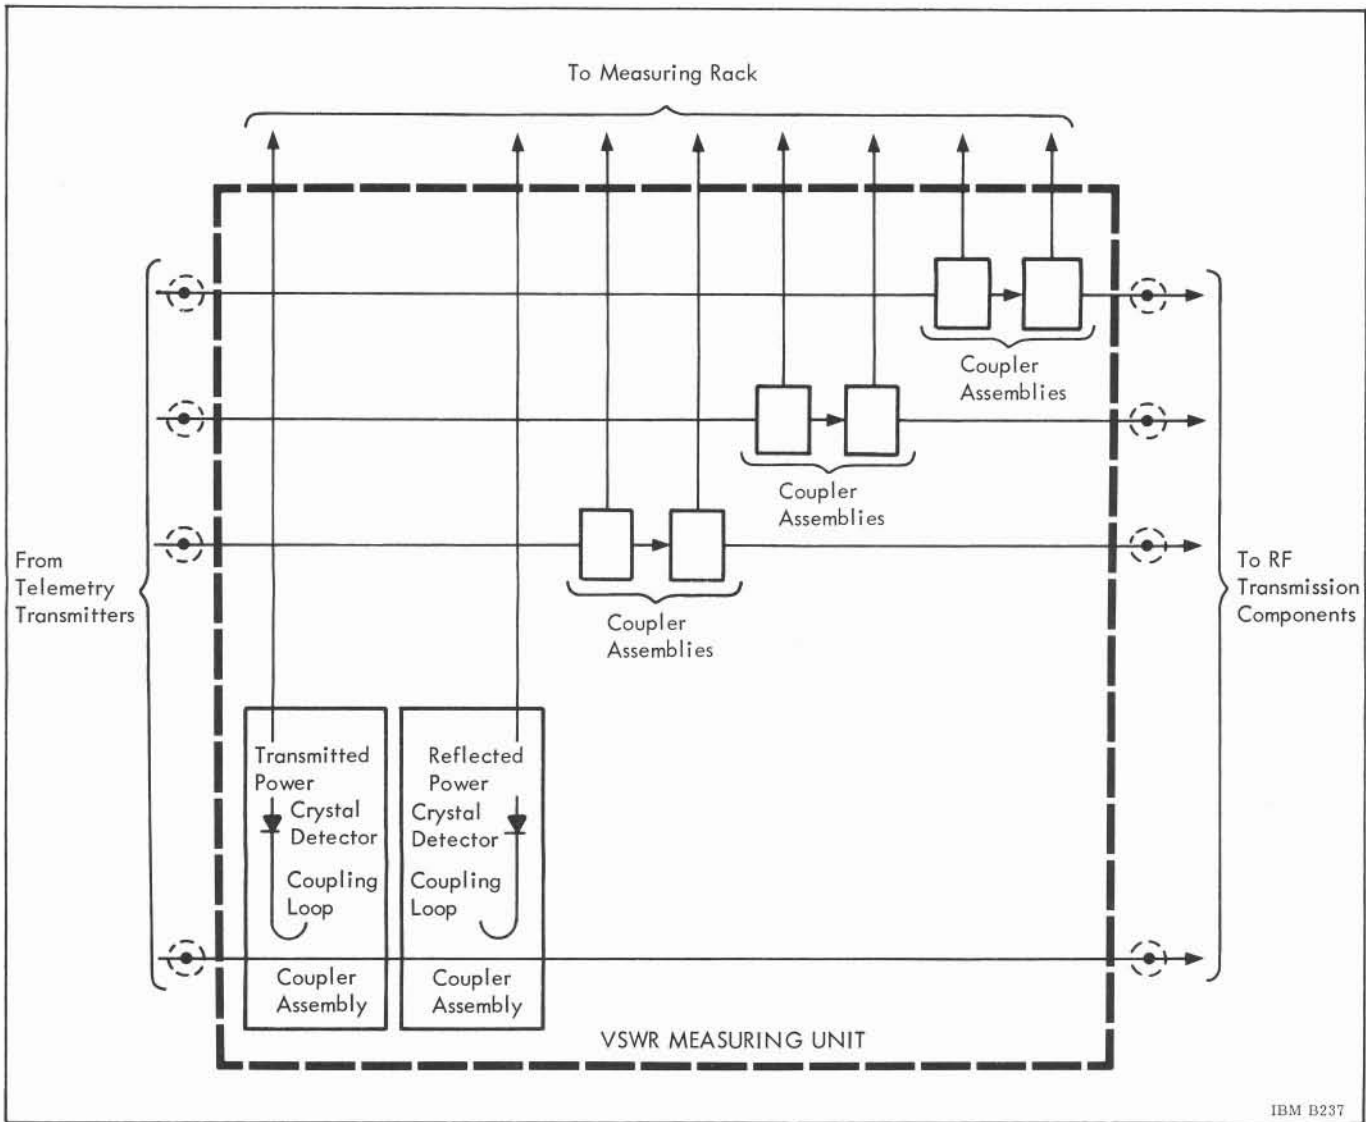 To Measuring Rack
Coupler
Assemblies
Coupler
Assemblies
Coupler
Assemblies
From
Telemetry
Transmitters
To RF
Transmission
Components
Transmitted
Power
Crystal
Detector
Coupling
Loop
Coupler
Assembly
Reflected
Power
Crystal
Detector
Coupling
Loop
Coupler
Assembly
VSWR MEASURING UNIT
IBM B237